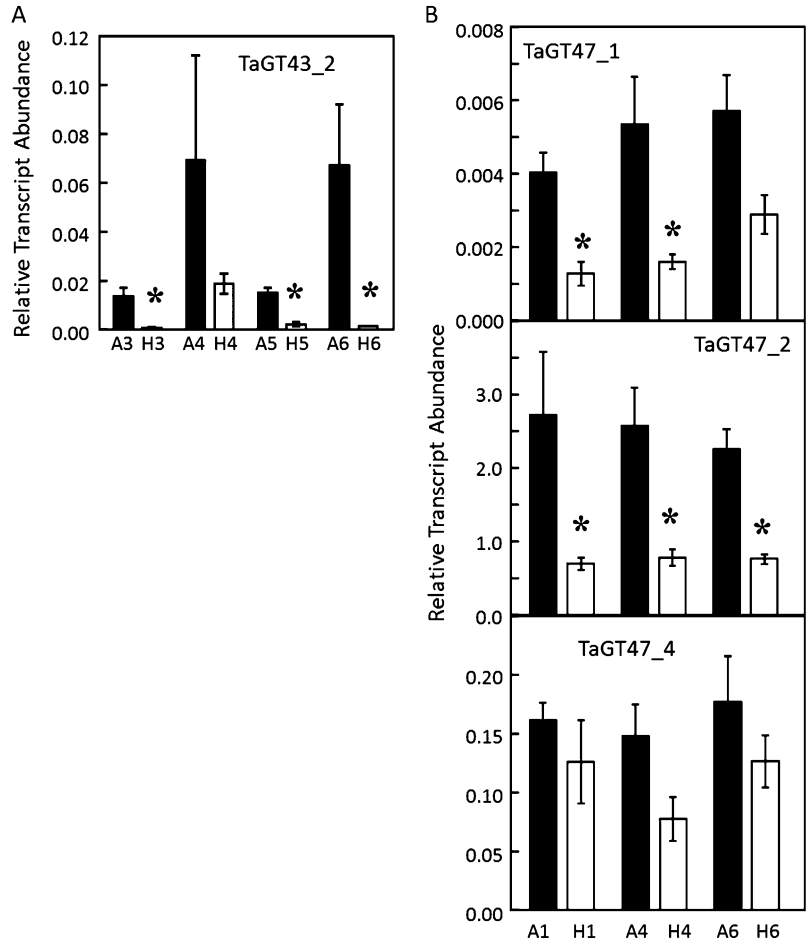 A
Relative Transcript Abundance
0.12
0.10
0.08
0.06
0.04
0.02
0.00
TaGT43_2
*
*
*
A3 H3 A4 H4 A5 H5 A6 H6
B
Relative Transcript Abundance
0.008
0.006
0.004
0.002
0.000
TaGT47_1
*
*
3.0
2.0
1.0
0.0
TaGT47_2
*
*
*
0.20
0.15
0.10
0.05
0.00
TaGT47_4
A1 H1 A4 H4 A6 H6